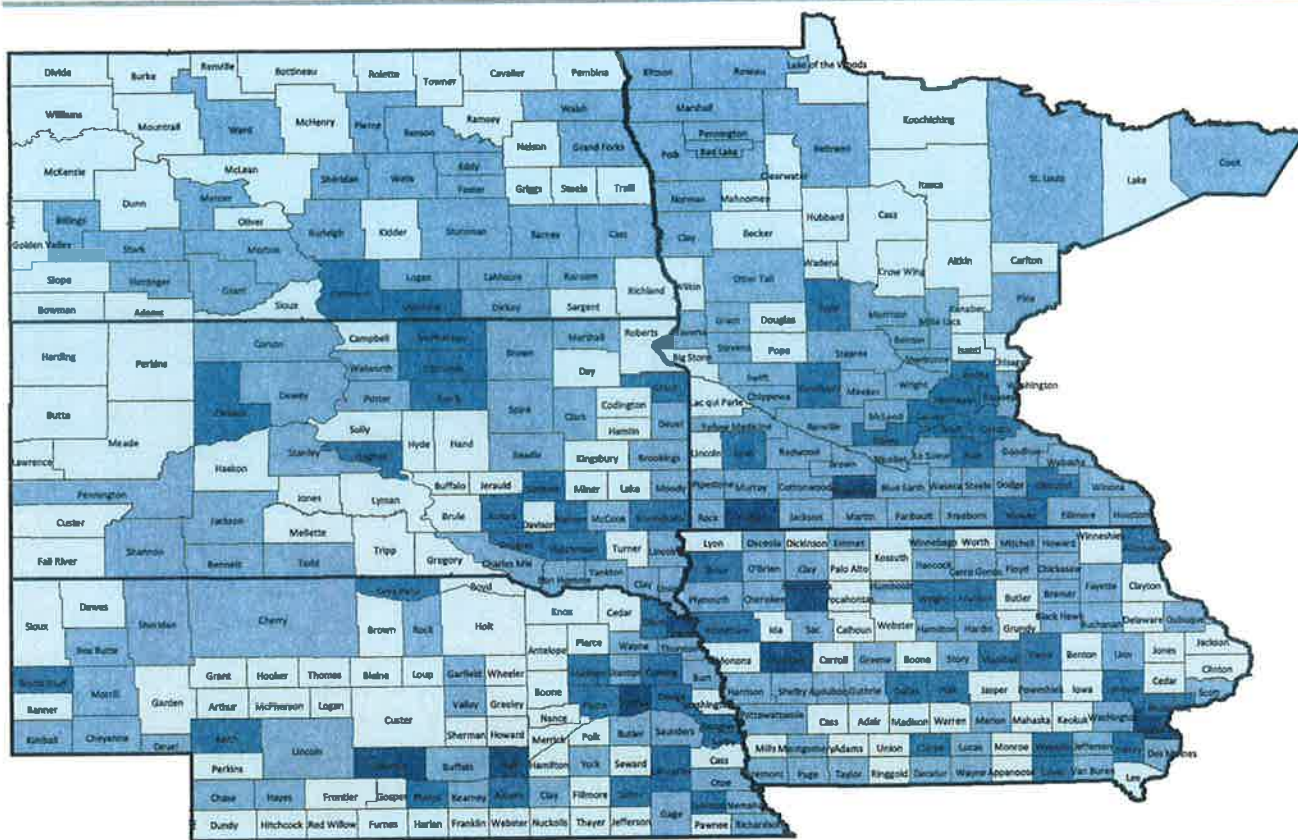 Divide Burke Renville Bottineau Rolette Towner Cavalier Pembina Kittson Roseau Lake of the Woods
Williams Mountrail Ward McHenry Pierce Benson Ramsey Walsh Marshall Koochiching
Nelson Grand Forks Polk Pennington Red Lake Beltrami Clearwater St. Louis Lake Cook
McKenzie McLean Sheridan Wells Eddy Foster Griggs Steele Traill Norman Mahnomen Itasca
Dunn Mercer Oliver Billings Hubbard Cass
Golden Valley Stark Morton Burleigh Kidder Stutsman Barnes Cass Clay Becker Wadena Crow Wing Aitkin Carlton
Slope Hettinger Grant Sioux Logan LaMoure Ransom Richland Wilkin Otter Tail Pine
Bowman Adams Dickey Sargent Grant Douglas Morrison Mille Lacs
Harding Perkins Corson Campbell Brown Marshall Roberts Stevens Pope Stearns Benton Isanti
Walworth Day Big Stone Swift Sherburne Washington
Butte Dewey Potter Spink Clark Codington Lac qui Parle Chippewa Meeker Wright
Meade Sully Hyde Hand Hamlin Deuel Yellow Medicine Renville McLeod
Lawrence Haakon Stanley Beadle Kingsbury Brookings Lincoln Redwood Brown Le Sueur Goodhue Wabasha
Pennington Jones Lyman Buffalo Jerauld Miner Lake Moody Pipestone Murray Cottonwood Blue Earth Waseca Steele Dodge Winona
Custer Jackson Mellette Brule Davison McCook Rock Jackson Martin Faribault Freeborn Fillmore Houston
Fall River Shannon Bennett Todd Tripp Gregory Charles Mix Turner Lincoln Lyon Osceola Dickinson Emmet Kossuth Winnebago Worth Mitchell Howard Winneshiek
Bon Homme Yankton Clay O'Brien Clay Palo Alto Hancock Cerro Gordo Floyd Chickasaw
Sioux Dawes Sheridan Cherry Keya Paha Boyd Brown Rock Holt Knox Cedar Plymouth Cherokee Pocahontas Humboldt Wright Butler Bremer Fayette Clayton
Box Butte Antelope Pierce Wayne Thurston Ida Sac Calhoun Webster Hamilton Hardin Grundy Black Hawk Buchanan Delaware Dubuque
Grant Hooker Thomas Blaine Loup Garfield Wheeler Boone Burt Monona Carroll Greene Boone Story Benton Linn Jones Jackson
Banner Morrill Garden Arthur McPherson Logan Custer Valley Greeley Nance Harrison Shelby Audubon Guthrie Dallas Polk Jasper Poweshiek Iowa Cedar Clinton Scott
Kimball Cheyenne Deuel Keith Lincoln Sherman Howard Merrick Polk Butler Saunders Pottawattamie Cass Adair Madison Warren Marion Mahaska Keokuk Washington
Perkins Buffalo Hamilton York Seward Cass Mills Montgomery Adams Union Clarke Lucas Monroe Jefferson Des Moines
Chase Hayes Frontier Gosper Phelps Kearney Adams Clay Fillmore Otoe Page Taylor Ringgold Decatur Wayne Appanoose Van Buren Lee
Dundy Hitchcock Red Willow Furnas Harlan Franklin Webster Nuckolls Thayer Jefferson Gage Pawnee Richardson